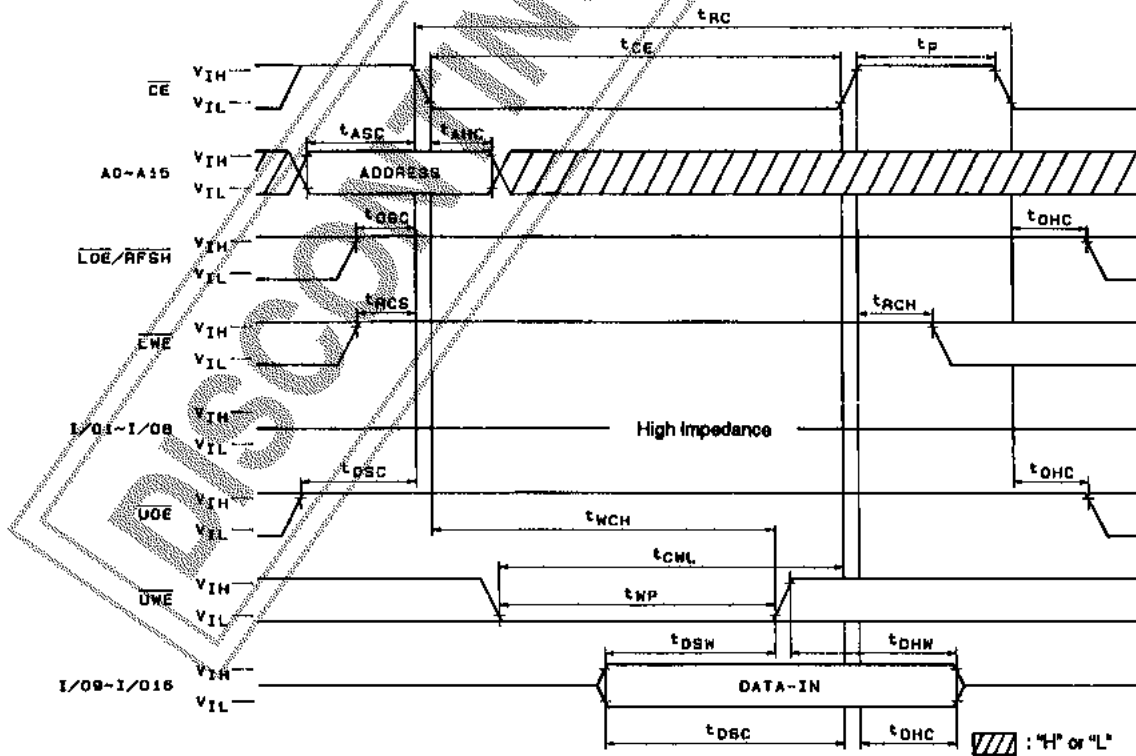 tRC
tCE
tP
CE
VIH
VIL
tASC
tAHC
A0~A15
VIH
VIL
ADDRESS
tOSC
tOHC
LOE/RFSH
VIH
VIL
tRCS
tRCH
LWE
VIH
VIL
I/O1~I/O8
VIH
VIL
High Impedance
tOSC
tOHC
UOE
VIH
VIL
tWCH
tCWL
UWE
VIH
VIL
tWP
tDSW
tDHW
I/O9~I/O16
VIH
VIL
DATA-IN
tDSC
tDHC
: "H" or "L"
DISCONTIN